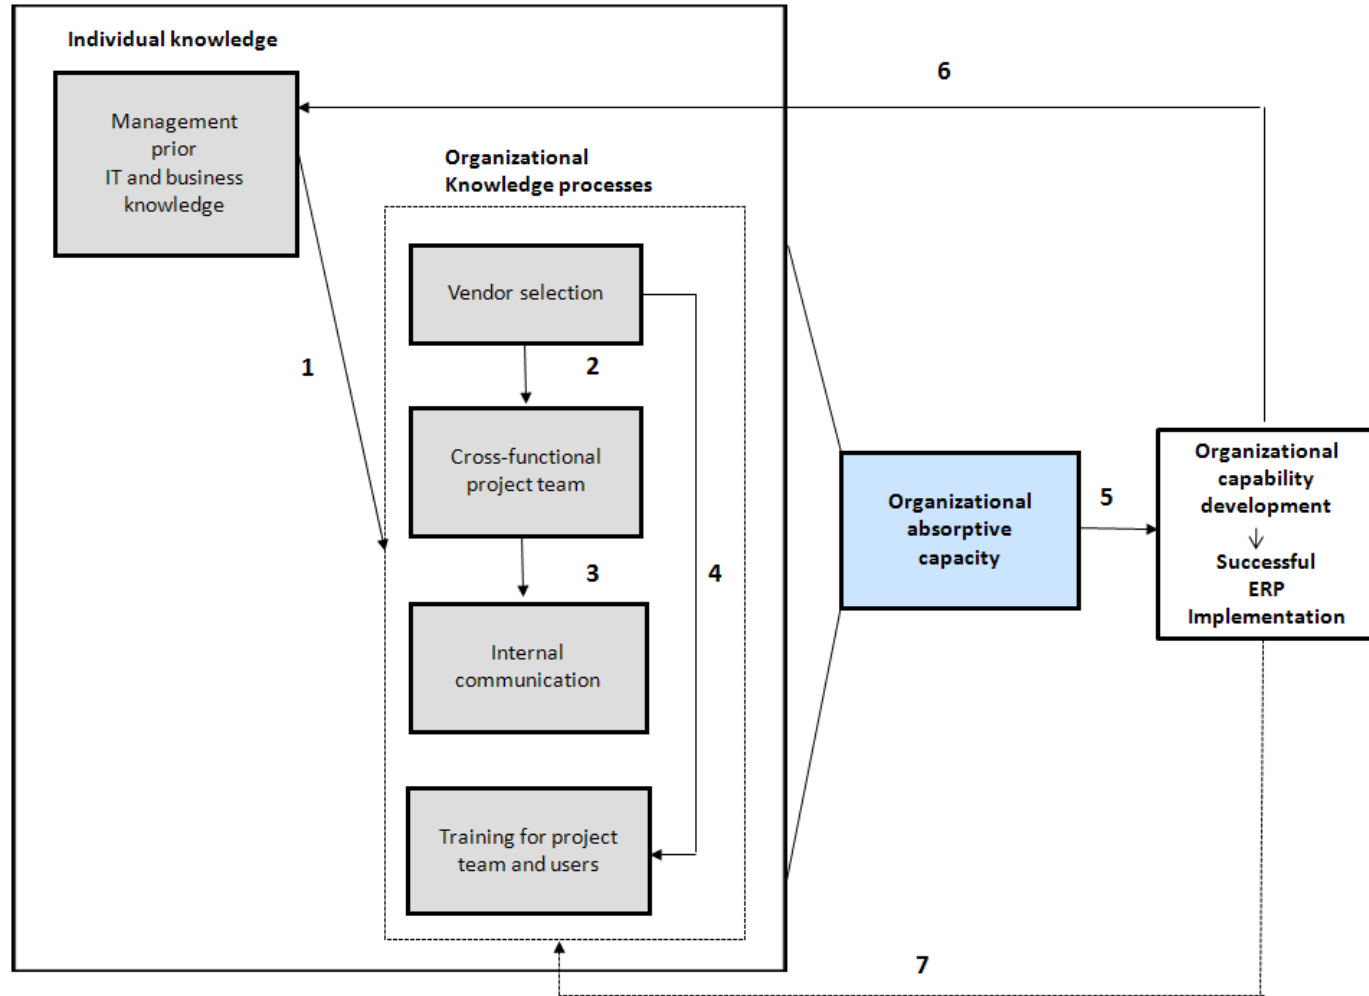 Individual knowledge
6
Management
prior
IT and business
knowledge
Organizational
Knowledge processes
Vendor selection
1
2
Cross-functional
project team
3
4
Internal
communication
Training for project
team and users
Organizational
absorptive
capacity
5
Organizational
capability
development
Successful
ERP
Implementation
7